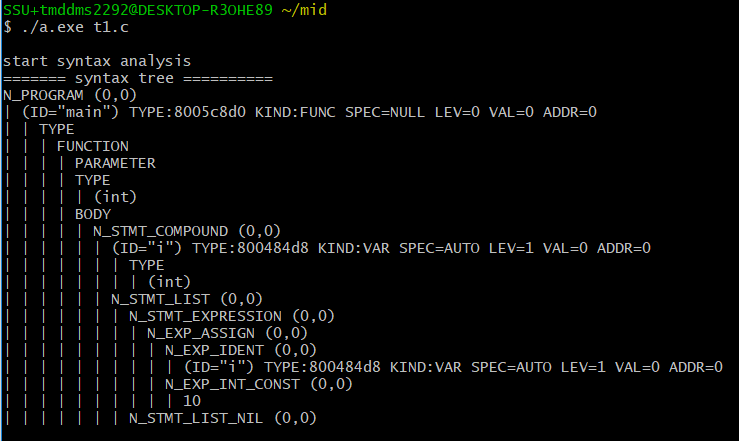 SSU+tmddms2292@DESKTOP-R3OHE89 ~/mid
$ ./a.exe t1.c
start syntax analysis
======= syntax tree ==========
N_PROGRAM (0,0)
| (ID="main") TYPE:8005c8d0 KIND:FUNC SPEC=NULL LEV=0 VAL=0 ADDR=0
| | TYPE
| | | FUNCTION
| | | | PARAMETER
| | | | TYPE
| | | | | (int)
| | | | BODY
| | | | | N_STMT_COMPOUND (0,0)
| | | | | | (ID="i") TYPE:800484d8 KIND:VAR SPEC=AUTO LEV=1 VAL=0 ADDR=0
| | | | | | | TYPE
| | | | | | | | (int)
| | | | | | N_STMT_LIST (0,0)
| | | | | | | N_STMT_EXPRESSION (0,0)
| | | | | | | | N_EXP_ASSIGN (0,0)
| | | | | | | | | N_EXP_IDENT (0,0)
| | | | | | | | | | (ID="i") TYPE:800484d8 KIND:VAR SPEC=AUTO LEV=1 VAL=0 ADDR=0
| | | | | | | | | N_EXP_INT_CONST (0,0)
| | | | | | | | | | 10
| | | | | | | N_STMT_LIST_NIL (0,0)